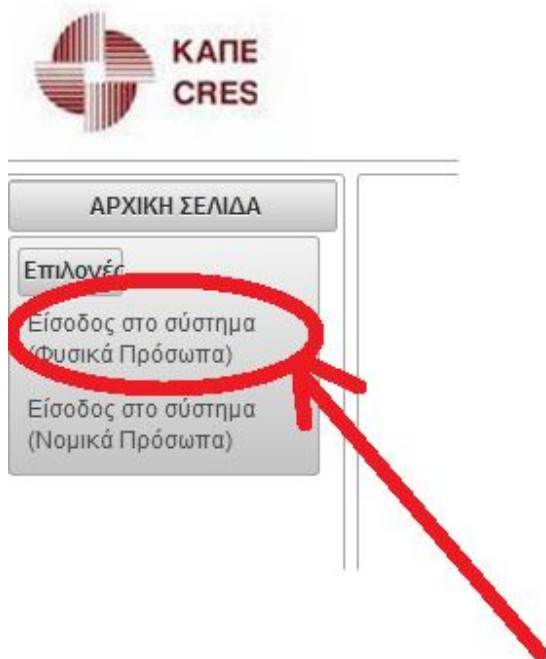 ΚΑΠΕ
CRES
ΑΡΧΙΚΗ ΣΕΛΙΔΑ
Επιλογές
Είσοδος στο σύστημα
(Φυσικά Πρόσωπα)
Είσοδος στο σύστημα
(Νομικά Πρόσωπα)